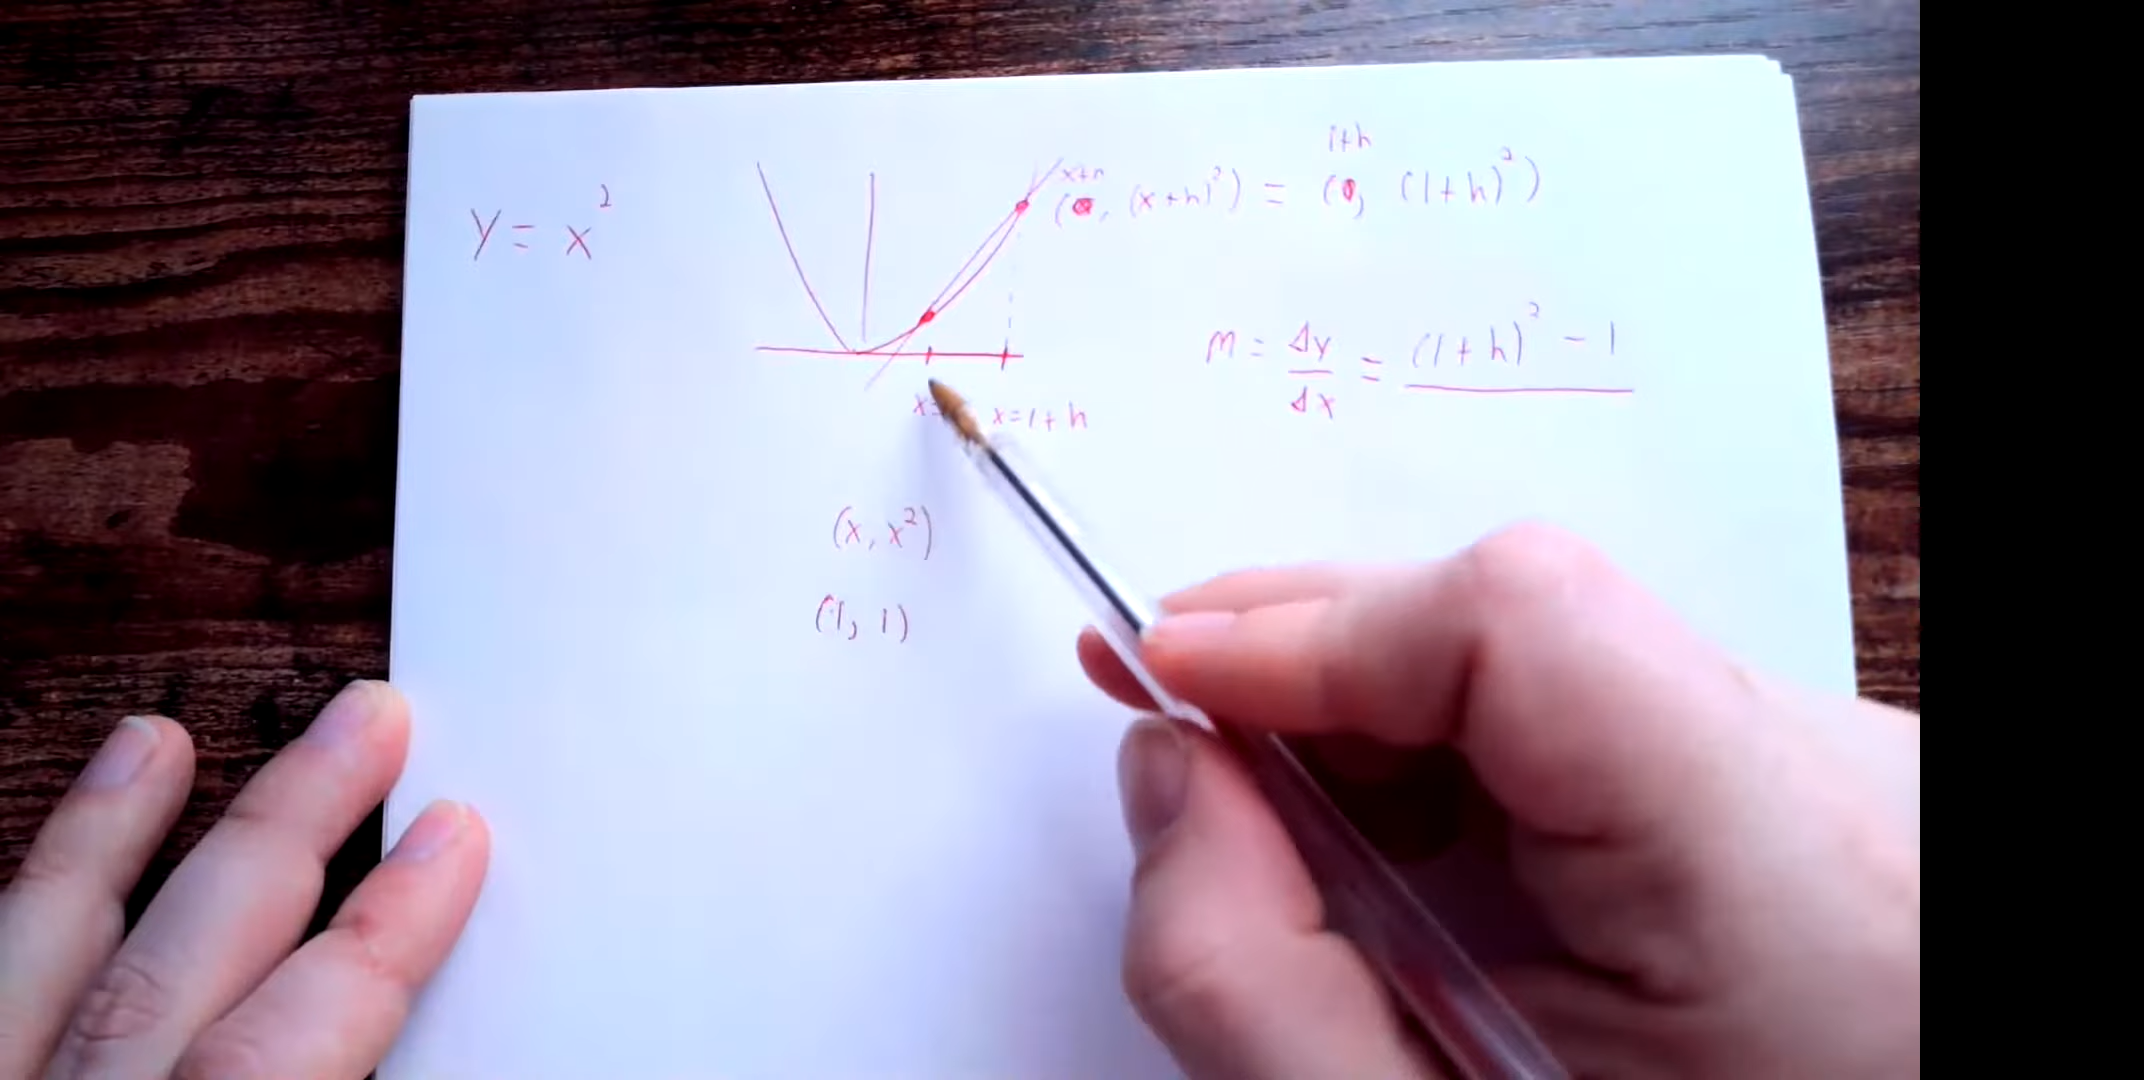 1+h
x+h
y = x²
( , (x+h)²) = ( , (1+h)²)
m = Δy/Δx = (1+h)² - 1
x= x=1+h
(x, x²)
(1, 1)